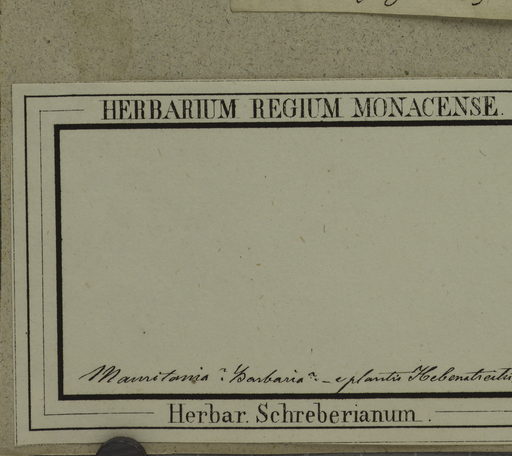 HERBARIUM REGIUM MONACENSE.
Mauritania ? Barbaria ? – e plantis Hebenstreitii
Herbar. Schreberianum.